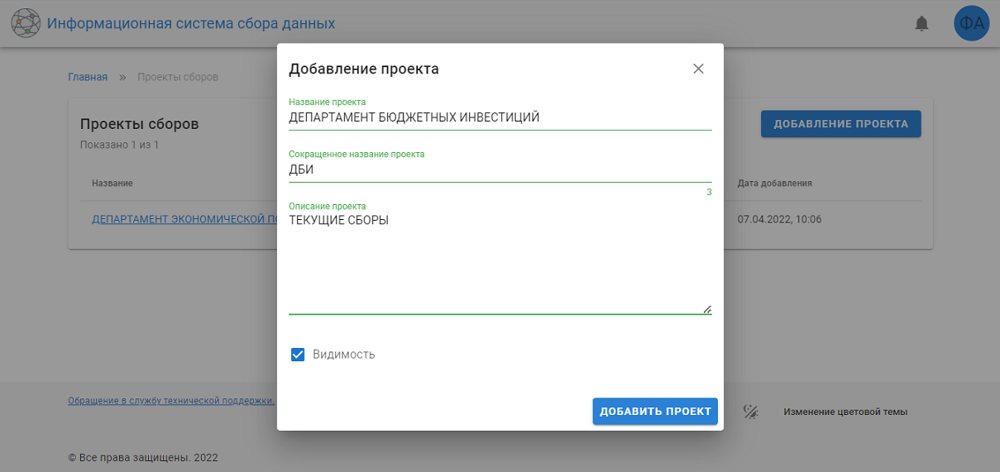 Информационная система сбора данных
ФА
Добавление проекта
Главная » Проекты сборов
Название проекта
ДЕПАРТАМЕНТ БЮДЖЕТНЫХ ИНВЕСТИЦИЙ
Проекты сборов
ДОБАВЛЕНИЕ ПРОЕКТА
Показано 1 из 1
Сокращенное название проекта
ДБИ
Название
Дата добавления
3
Описание проекта
ТЕКУЩИЕ СБОРЫ
ДЕПАРТАМЕНТ ЭКОНОМИЧЕСКОЙ
07.04.2022, 10:06
Видимость
Обращение в службу технической поддержки.
ДОБАВИТЬ ПРОЕКТ
Изменение цветовой темы
© Все права защищены. 2022